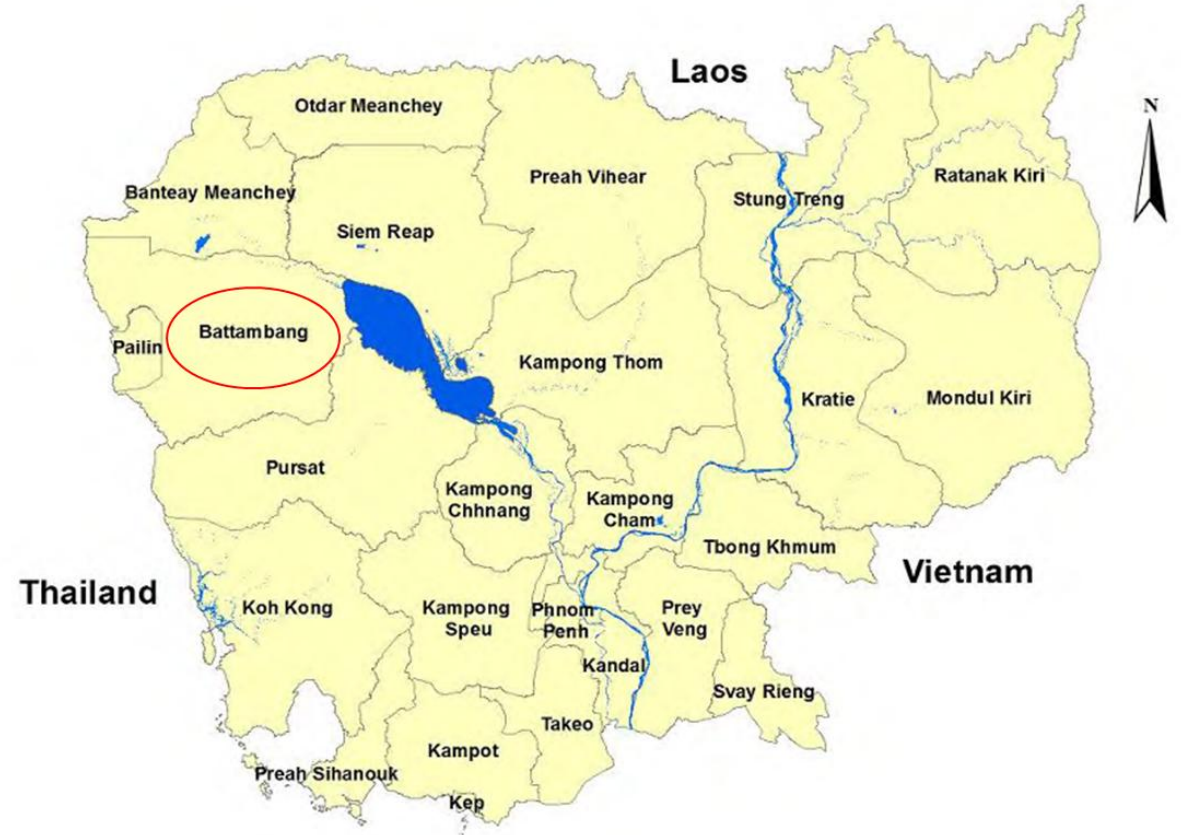 Laos
N
Otdar Meanchey
Preah Vihear
Ratanak Kiri
Banteay Meanchey
Stung Treng
Siem Reap
Battambang
Pailin
Kampong Thom
Kratie
Mondul Kiri
Pursat
Kampong
Chhnang
Kampong
Cham
Tbong Khmum
Vietnam
Thailand
Koh Kong
Kampong
Speu
Phnom
Penh
Prey
Veng
Kandal
Svay Rieng
Takeo
Kampot
Preah Sihanouk
Kep